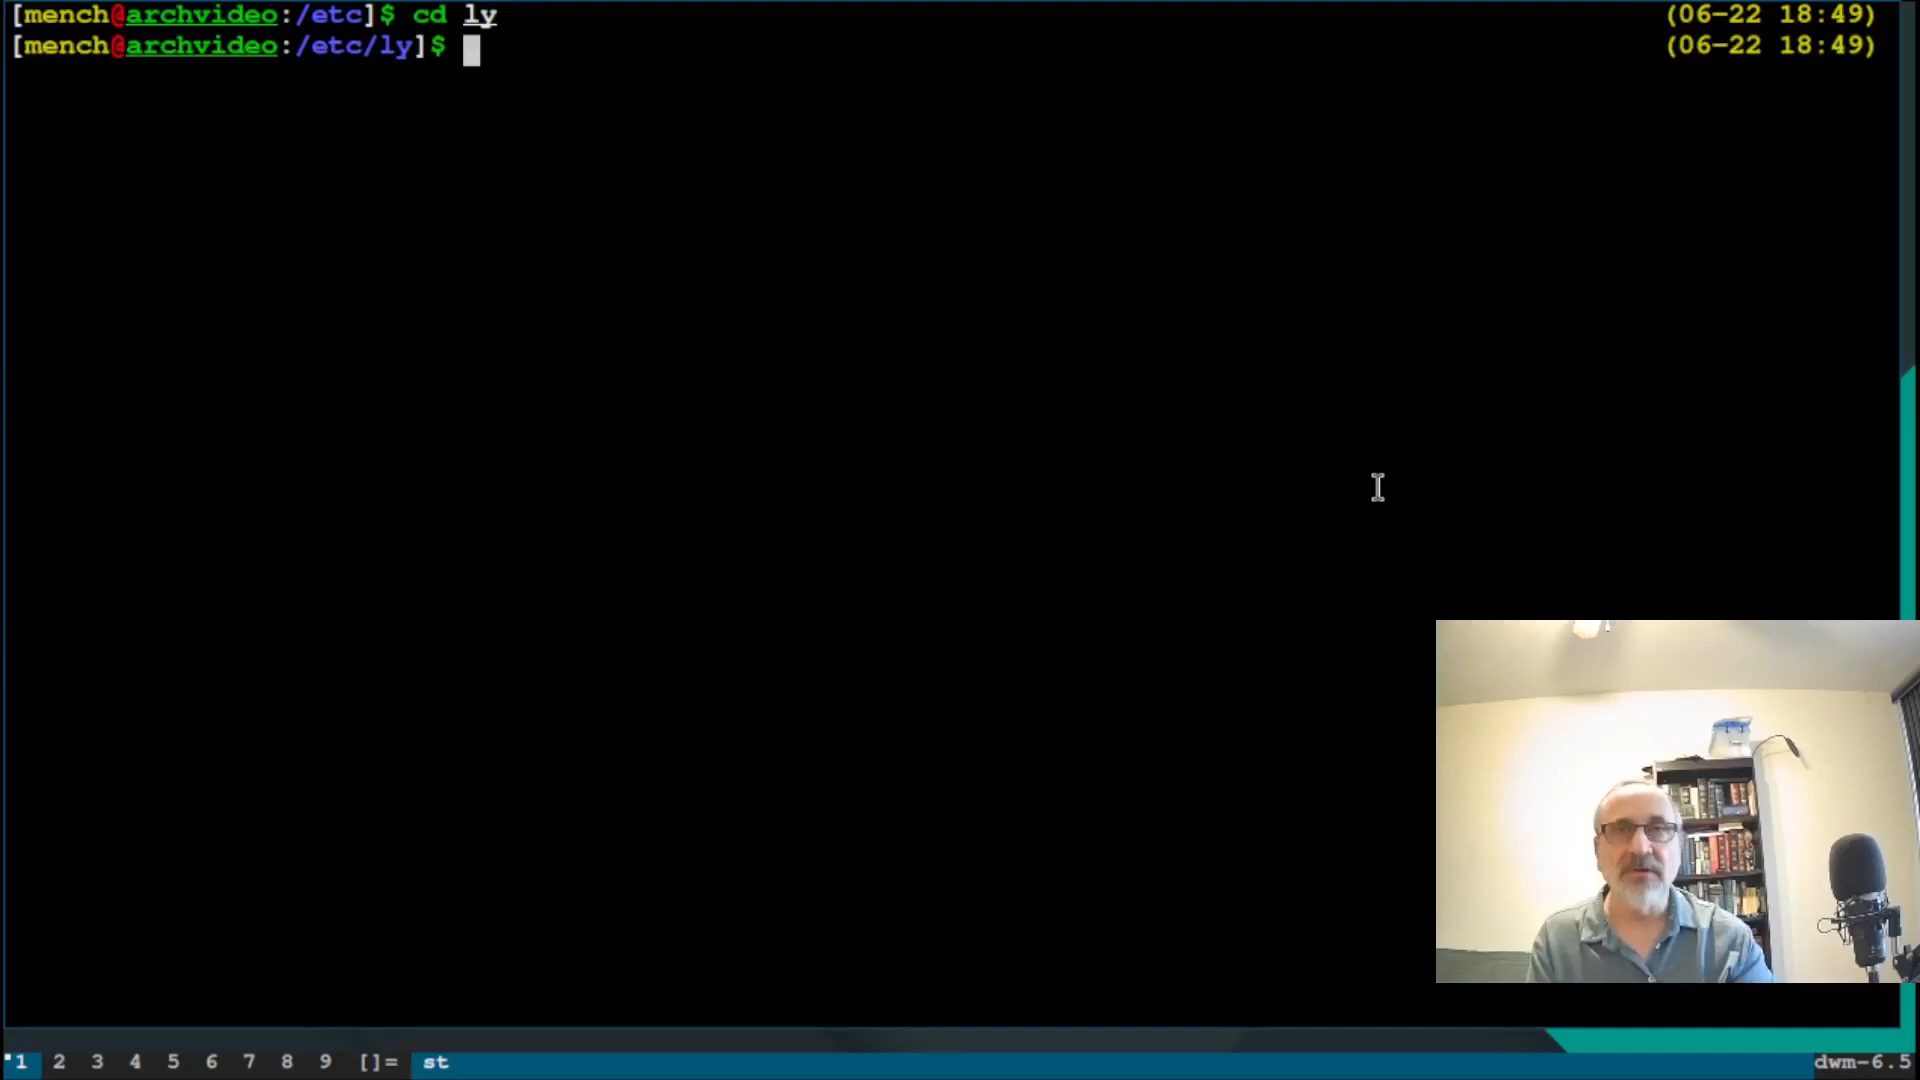 [mench@archvideo:/etc]$ cd ly (06-22 18:49)
[mench@archvideo:/etc/ly]$ (06-22 18:49)
1 2 3 4 5 6 7 8 9 []= st dwm-6.5